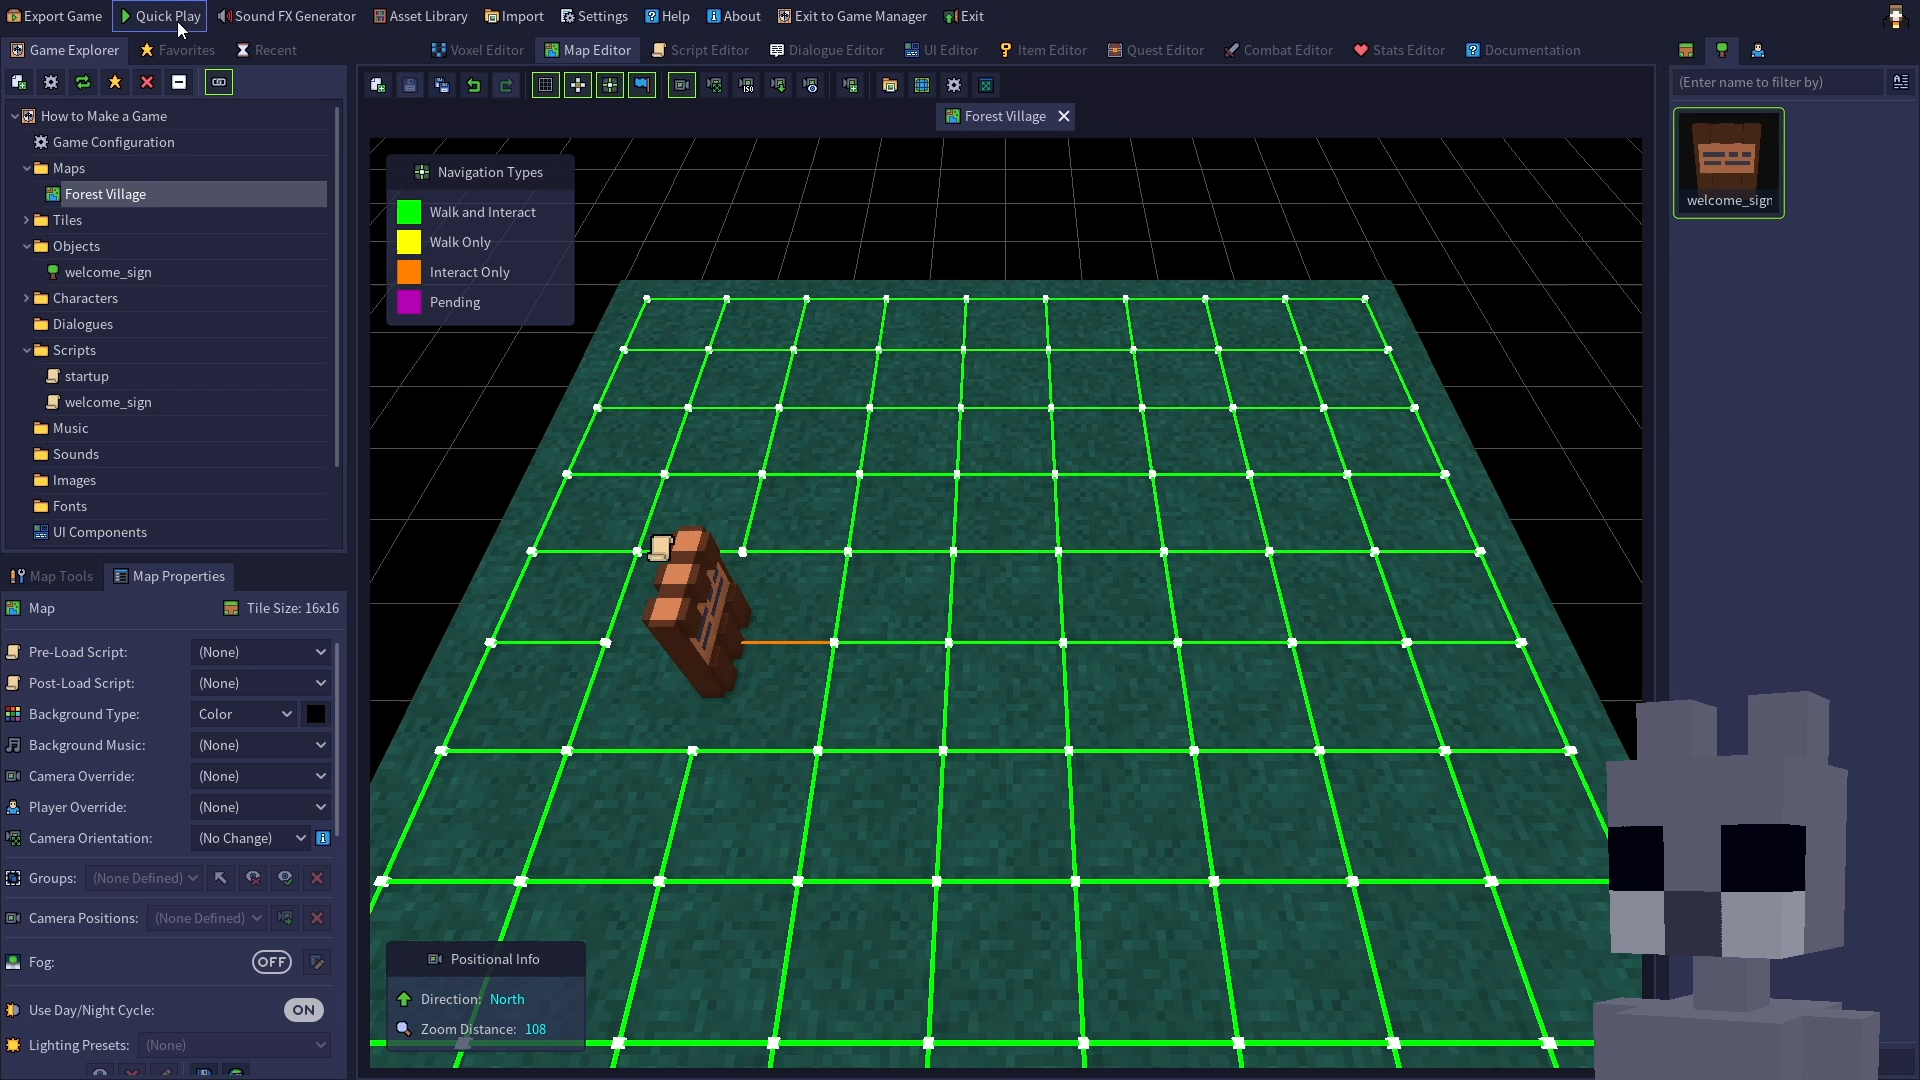 Export Game Quick Play Sound FX Generator Asset Library Import Settings Help About Exit to Game Manager Exit
Game Explorer Favorites Recent
Voxel Editor Map Editor Script Editor Dialogue Editor UI Editor Item Editor Quest Editor Combat Editor Stats Editor Documentation
(Enter name to filter by)
Forest Village
How to Make a Game
Game Configuration
Maps
Forest Village
Tiles
Objects
welcome_sign
Characters
Dialogues
Scripts
startup
welcome_sign
Music
Sounds
Images
Fonts
UI Components
Navigation Types
Walk and Interact
Walk Only
Interact Only
Pending
welcome_sign
Map Tools Map Properties
Map Tile Size: 16x16
Pre-Load Script: (None)
Post-Load Script: (None)
Background Type: Color
Background Music: (None)
Camera Override: (None)
Player Override: (None)
Camera Orientation: (No Change)
Groups: (None Defined)
Camera Positions: (None Defined)
Fog: OFF
Use Day/Night Cycle: ON
Lighting Presets: (None)
Positional Info
Direction: North
Zoom Distance: 108